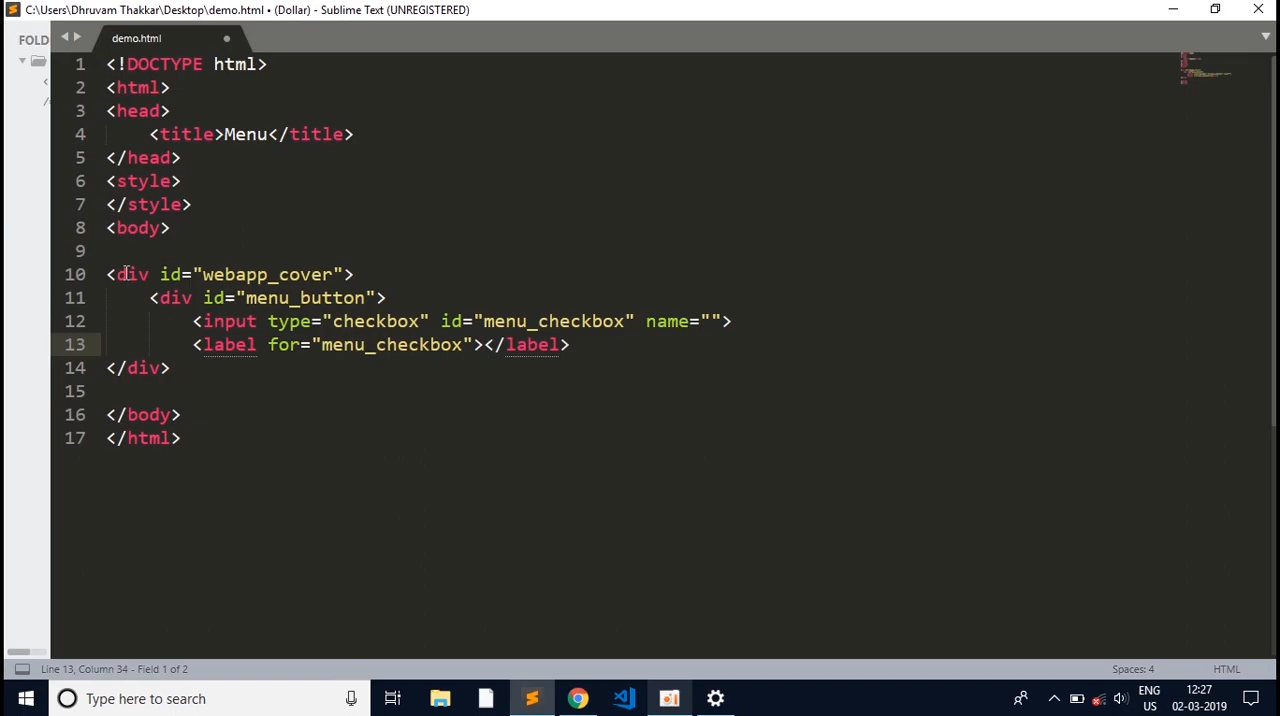 C:\Users\Dhruvam Thakkar\Desktop\demo.html • (Dollar) - Sublime Text (UNREGISTERED)
FOLD
demo.html
1 <!DOCTYPE html>
2 <html>
3 <head>
4 <title>Menu</title>
5 </head>
6 <style>
7 </style>
8 <body>
9
10 <div id="webapp_cover">
11 <div id="menu_button">
12 <input type="checkbox" id="menu_checkbox" name="">
13 <label for="menu_checkbox"></label>
14 </div>
15
16 </body>
17 </html>
Line 13, Column 34 - Field 1 of 2
Spaces: 4
HTML
Type here to search
ENG
US
12:27
02-03-2019